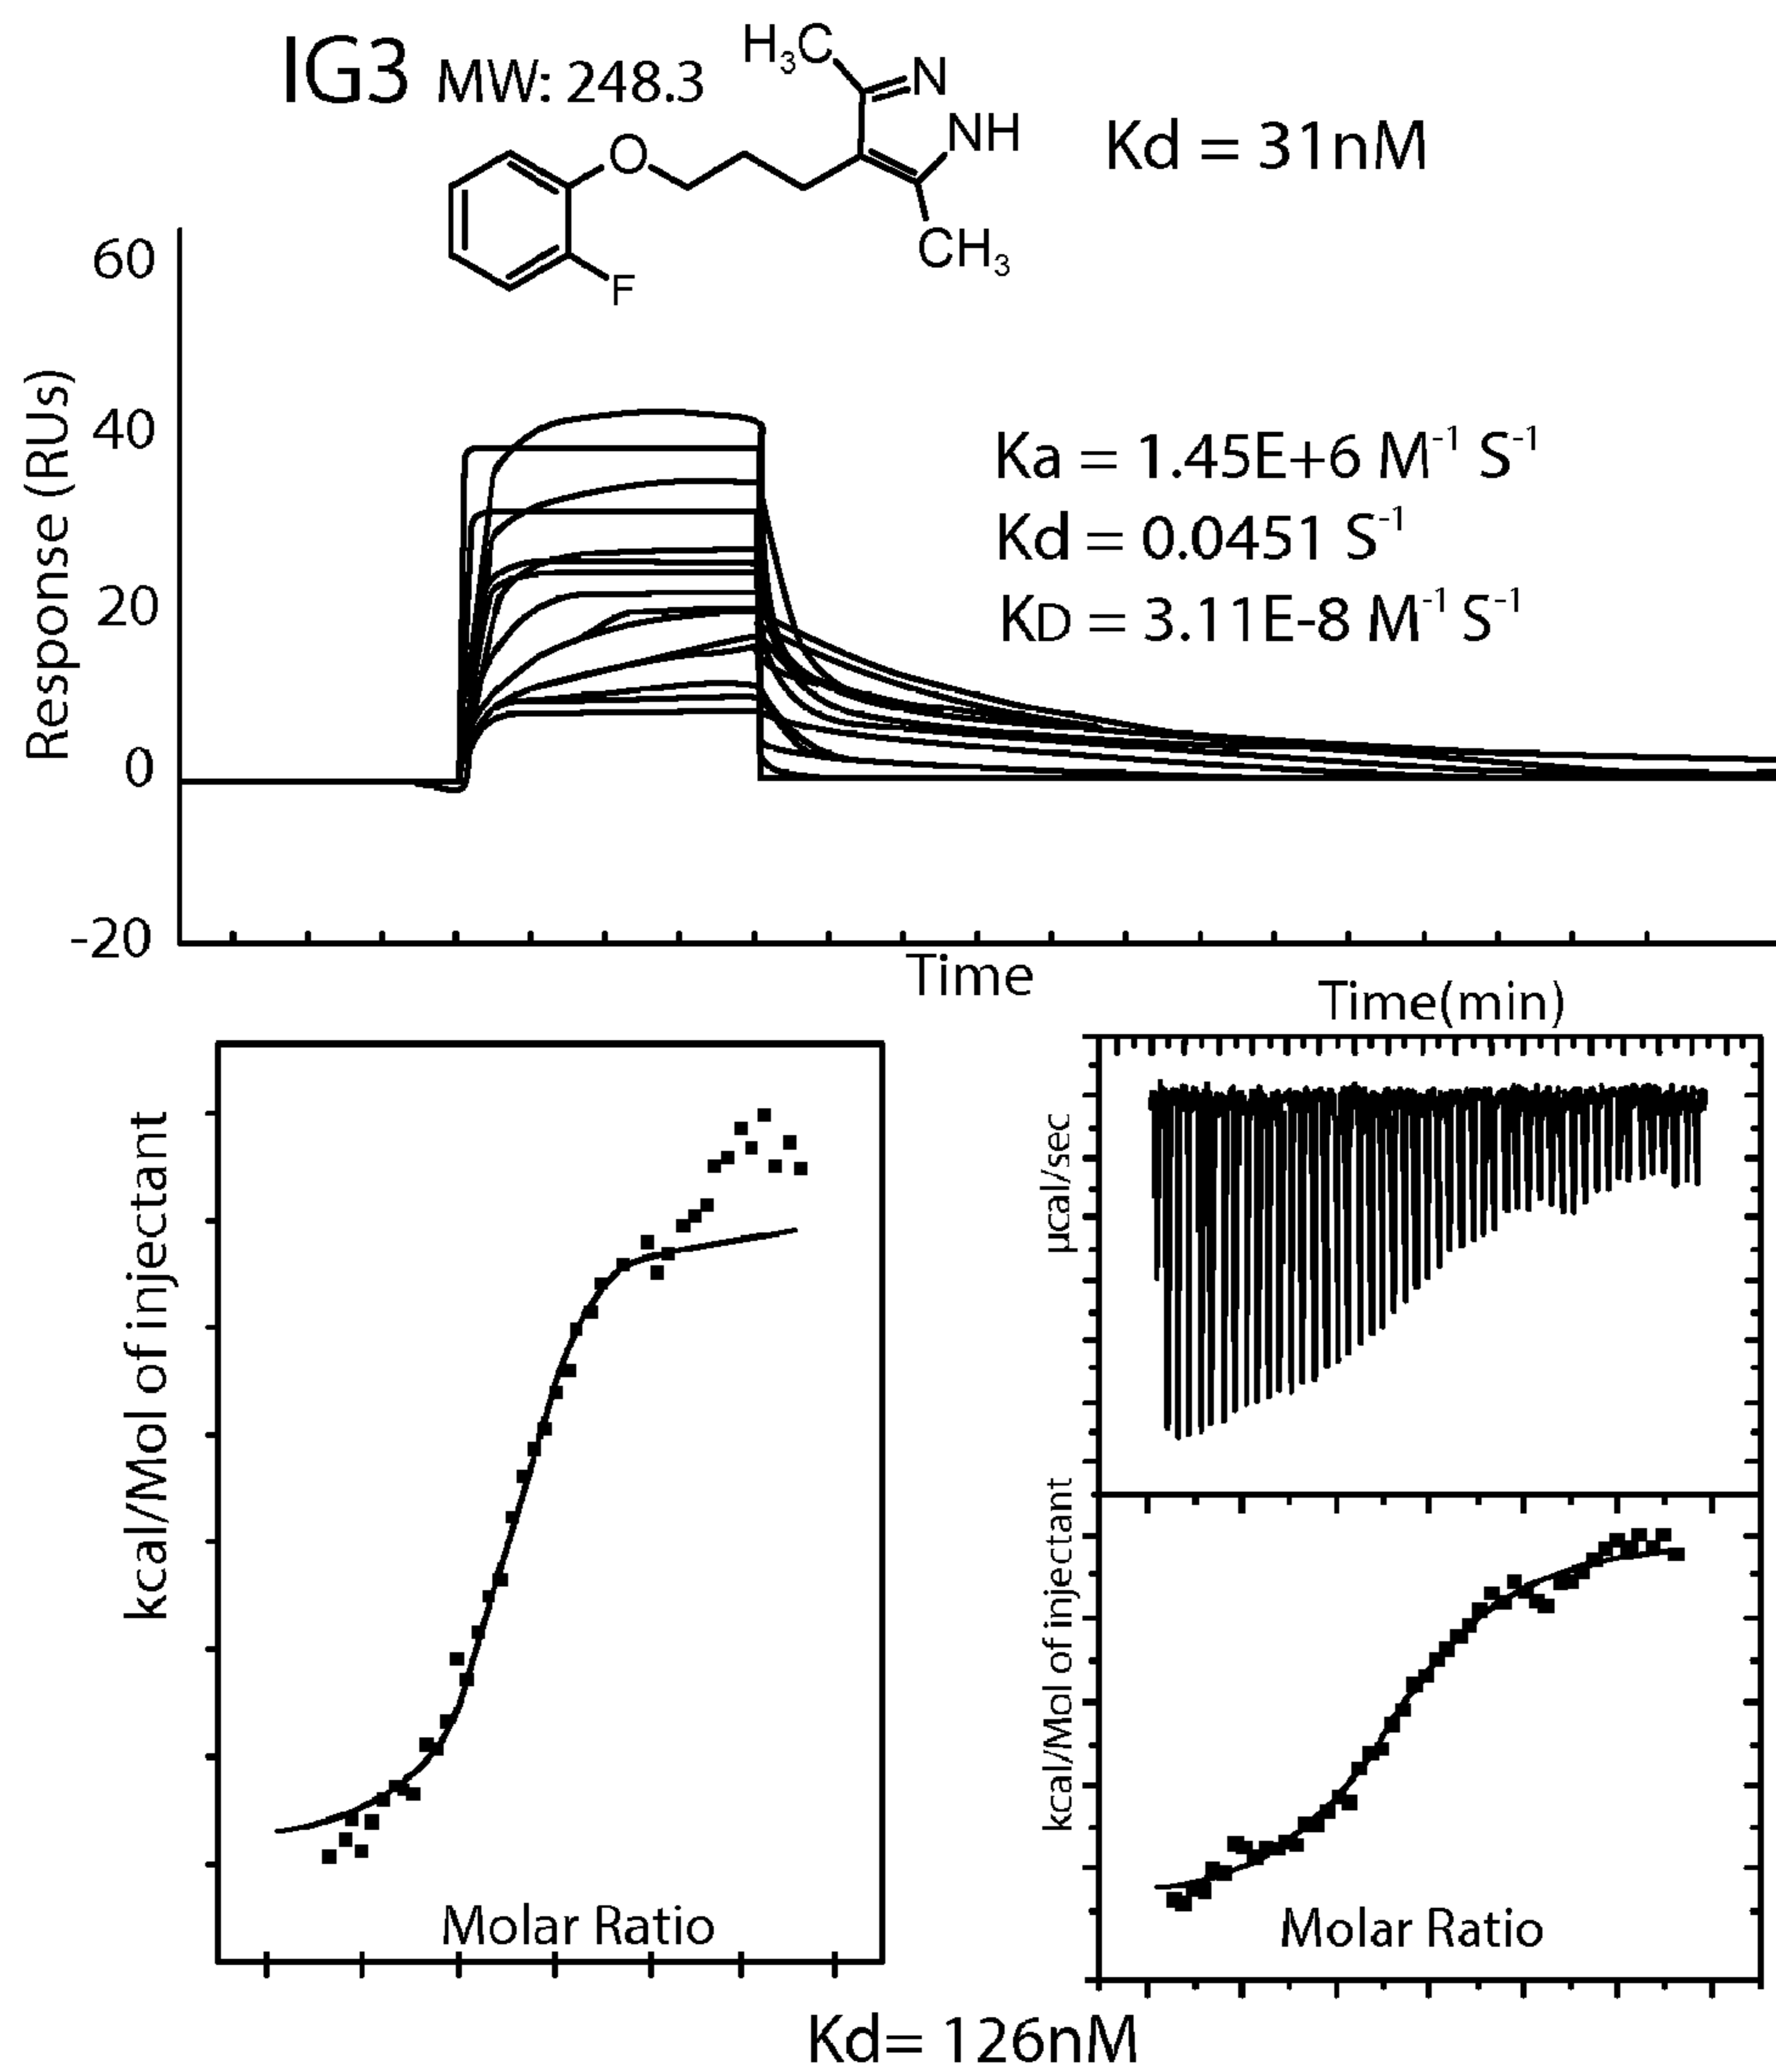 IG3 MW: 248.3
H₃C
N
NH
O
CH₃
F
Kd = 31nM
60
40
20
0
-20
Response (RUs)
Ka = 1.45E+6 M⁻¹ S⁻¹
Kd = 0.0451 S⁻¹
KD = 3.11E-8 M⁻¹ S⁻¹
Time
kcal/Mol of injectant
Molar Ratio
Time(min)
µcal/sec
kcal/Mol of injectant
Molar Ratio
Kd= 126nM